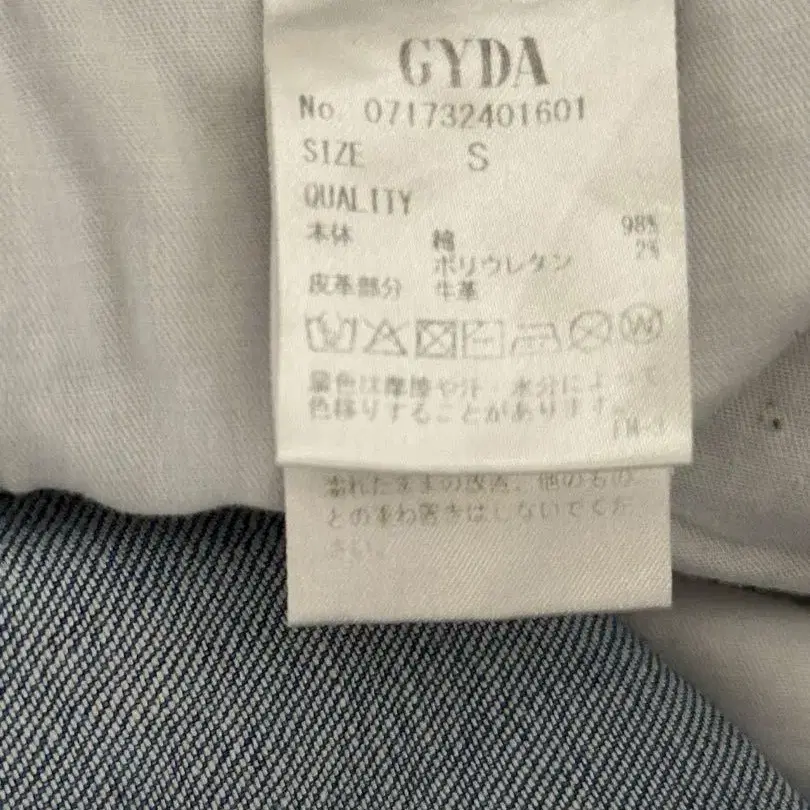 GYDA
No. 071732401601
SIZE S
QUALITY
本体 綿 98%
ポリウレタン 2%
皮革部分 牛革
W
濃色は摩擦や汗、水分によって
色移りすることがあります。
濡れたままの放置、他のもの
との重ね置きはしないでくだ
さい。